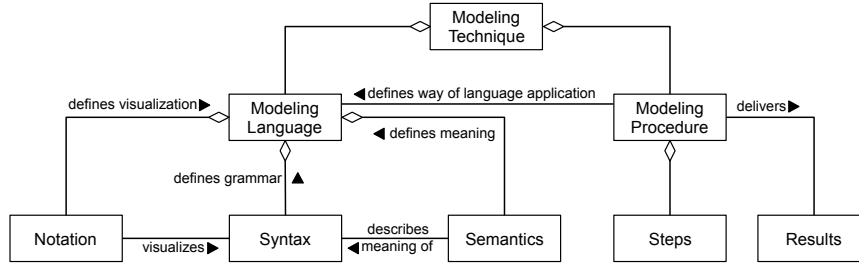 Modeling
Technique
defines way of language application
defines visualization
Modeling
Language
Modeling
Procedure
delivers
defines meaning
defines grammar
Notation
visualizes
Syntax
describes
meaning of
Semantics
Steps
Results